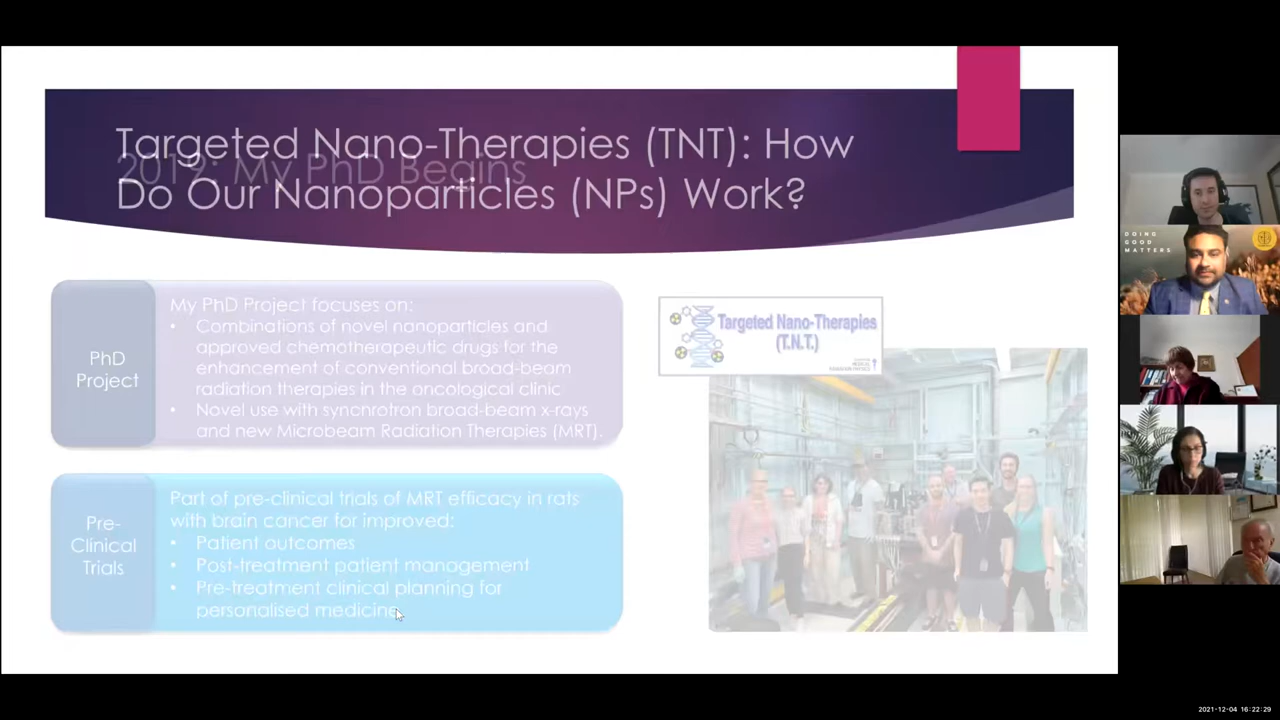 Targeted Nano-Therapies (TNT): How
Do Our Nanoparticles (NPs) Work?
2019: My PhD Begins
PhD
Project
My PhD Project focuses on:
• Combinations of novel nanoparticles and
approved chemotherapeutic drugs for the
enhancement of conventional broad-beam
radiation therapies in the oncological clinic
• Novel use with synchrotron broad-beam x-rays
and new Microbeam Radiation Therapies (MRT).
Pre-
Clinical
Trials
Part of pre-clinical trials of MRT efficacy in rats
with brain cancer for improved:
• Patient outcomes
• Post-treatment patient management
• Pre-treatment clinical planning for
personalised medicine
Targeted Nano-Therapies
(T.N.T.)
DOING
GOOD
MATTERS
2021-12-04 16:22:29